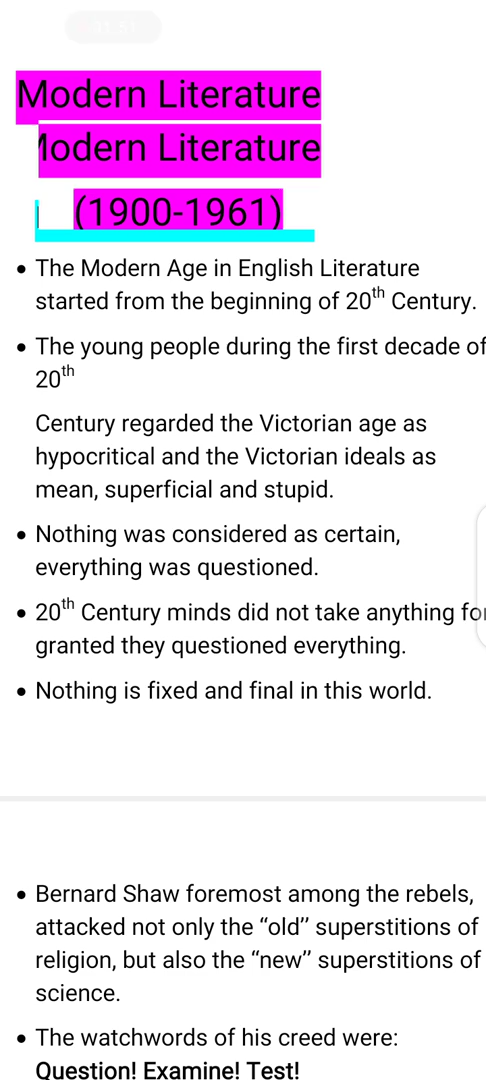 Modern Literature
Modern Literature
(1900-1961)
• The Modern Age in English Literature
started from the beginning of 20th Century.
• The young people during the first decade of
20th
Century regarded the Victorian age as
hypocritical and the Victorian ideals as
mean, superficial and stupid.
• Nothing was considered as certain,
everything was questioned.
• 20th Century minds did not take anything for
granted they questioned everything.
• Nothing is fixed and final in this world.
• Bernard Shaw foremost among the rebels,
attacked not only the “old” superstitions of
religion, but also the “new” superstitions of
science.
• The watchwords of his creed were:
Question! Examine! Test!